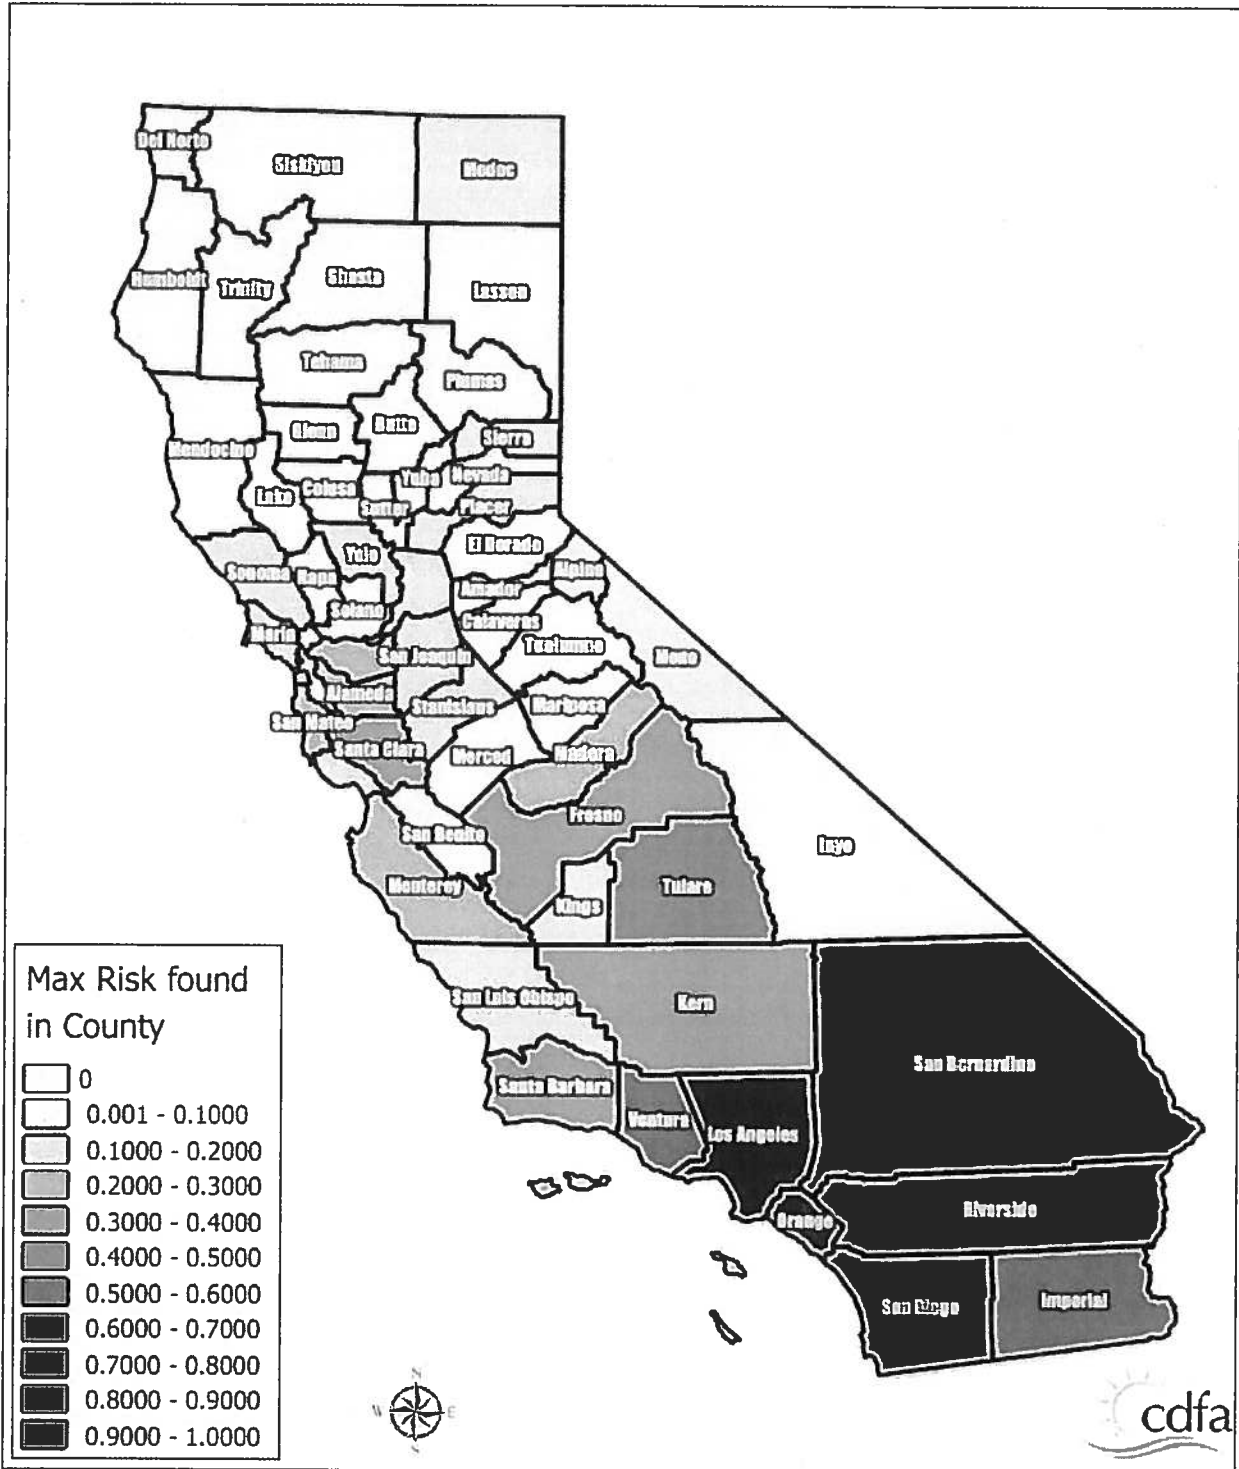 Del Norte
Siskiyou
Modoc
Humboldt
Trinity
Shasta
Lassen
Tehama
Plumas
Glenn
Butte
Sierra
Mendocino
Lake
Colusa
Sutter
Yuba
Nevada
Placer
El Dorado
Sonoma
Napa
Yolo
Solano
Amador
Alpine
Calaveras
Marin
San Joaquin
Tuolumne
Mono
Alameda
Stanislaus
Mariposa
San Mateo
Santa Clara
Merced
Madera
Fresno
San Benito
Inyo
Monterey
Kings
Tulare
San Luis Obispo
Kern
San Bernardino
Santa Barbara
Ventura
Los Angeles
Orange
Riverside
San Diego
Imperial
Max Risk found
in County
0
0.001 - 0.1000
0.1000 - 0.2000
0.2000 - 0.3000
0.3000 - 0.4000
0.4000 - 0.5000
0.5000 - 0.6000
0.6000 - 0.7000
0.7000 - 0.8000
0.8000 - 0.9000
0.9000 - 1.0000
N
W E
S
cdfa